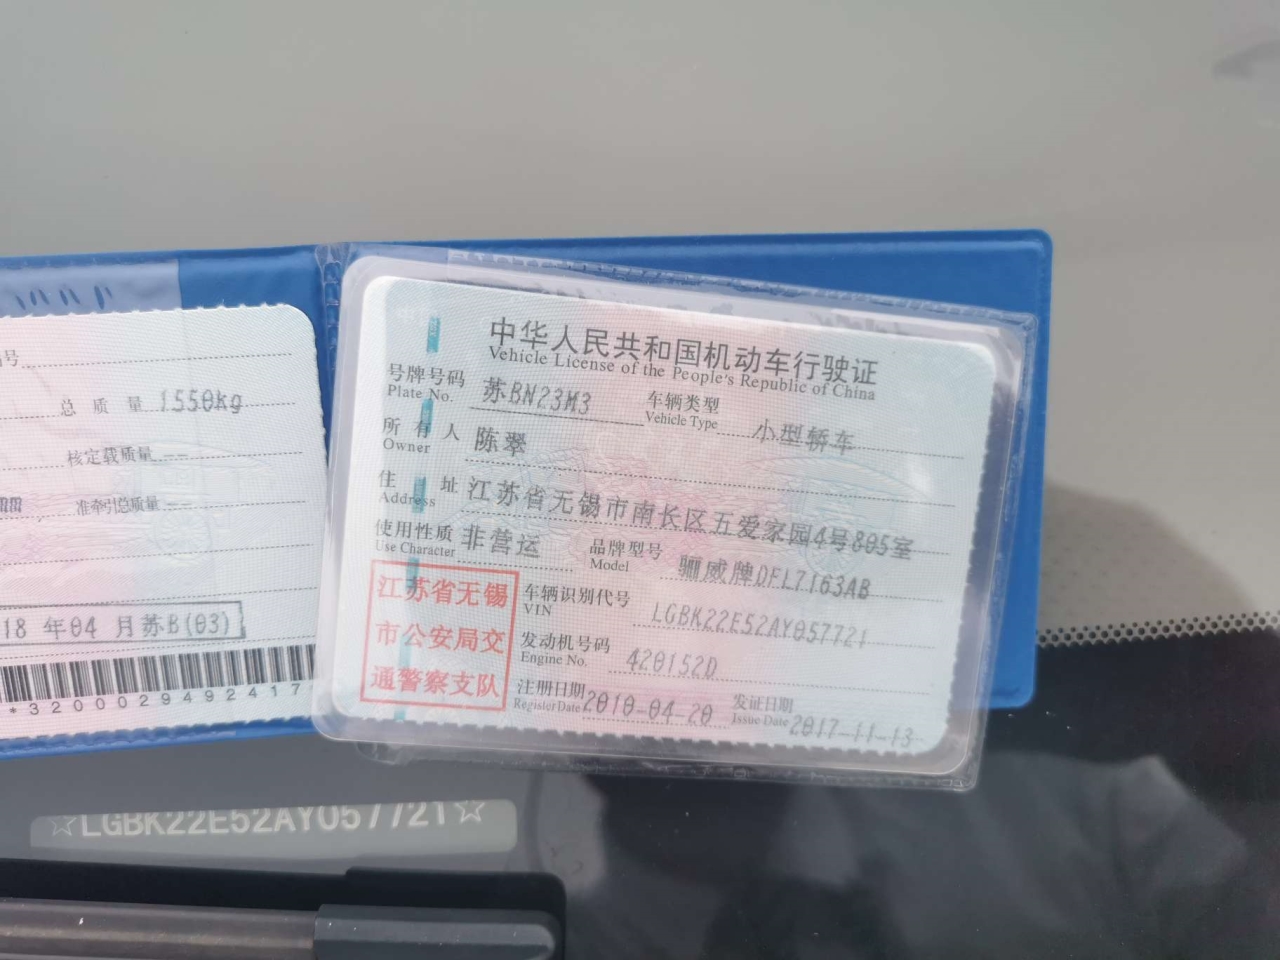 号
总质量 1550kg
核定载质量 --
mm 准牵引总质量 --
18 年04 月苏B(03)
*3200029492417
中华人民共和国机动车行驶证
Vehicle License of the People's Republic of China
号牌号码 苏BN23M3 车辆类型 小型轿车
Plate No. Vehicle Type
所有人 陈翠
Owner
住址 江苏省无锡市南长区五爱家园4号805室
Address
使用性质 非营运 品牌型号 骊威牌DFL7163AB
Use Character Model
江苏省无锡
市公安局交
通警察支队
车辆识别代号 LGBK22E52AY057721
VIN
发动机号码 420152D
Engine No.
注册日期 2010-04-20 发证日期 2017-11-13
Register Date Issue Date
☆LGBK22E52AY057721☆